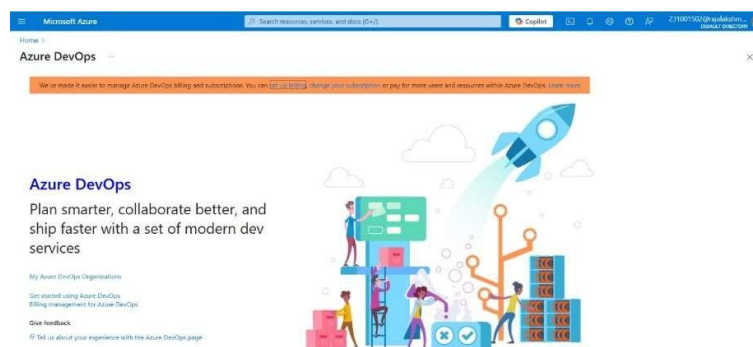 Microsoft Azure
Search resources, services, and docs (G+/)
Copilot
231001502@rajalakshm...
DEFAULT DIRECTORY
Home >
Azure DevOps ...
We've made it easier to manage Azure DevOps billing and subscriptions. You can set up billing, change your subscription or pay for more users and resources within Azure DevOps. Learn more
Azure DevOps
Plan smarter, collaborate better, and
ship faster with a set of modern dev
services
My Azure DevOps Organizations
Get started using Azure DevOps
Billing management for Azure DevOps
Give feedback
Tell us about your experience with the Azure DevOps page